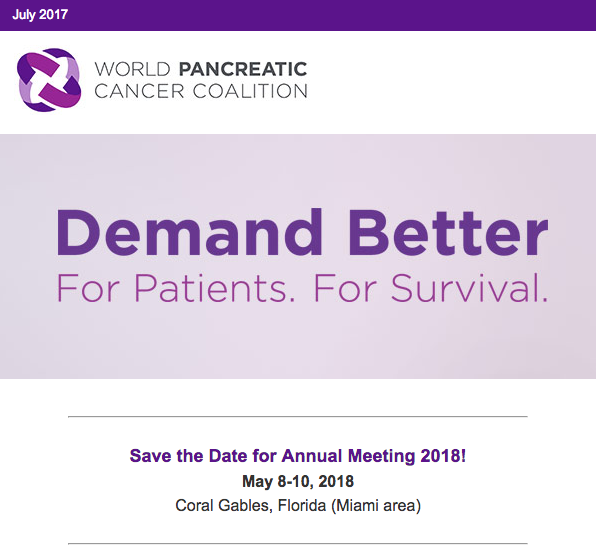 July 2017
WORLD PANCREATIC
CANCER COALITION
Demand Better
For Patients. For Survival.
Save the Date for Annual Meeting 2018!
May 8-10, 2018
Coral Gables, Florida (Miami area)